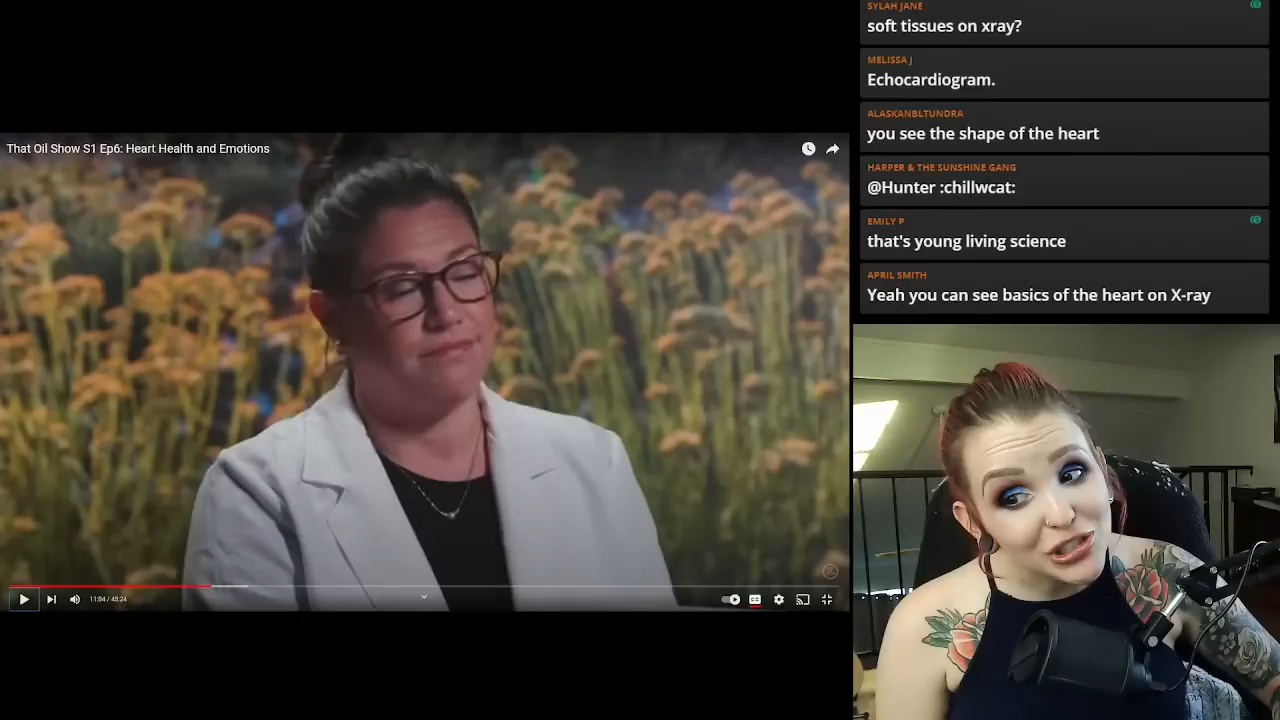 That Oil Show S1 Ep6: Heart Health and Emotions
11:04 / 45:24
SYLAH JANE
soft tissues on xray?
MELISSA J
Echocardiogram.
ALASKANBLTUNDRA
you see the shape of the heart
HARPER & THE SUNSHINE GANG
@Hunter :chillwcat:
EMILY P
that's young living science
APRIL SMITH
Yeah you can see basics of the heart on X-ray